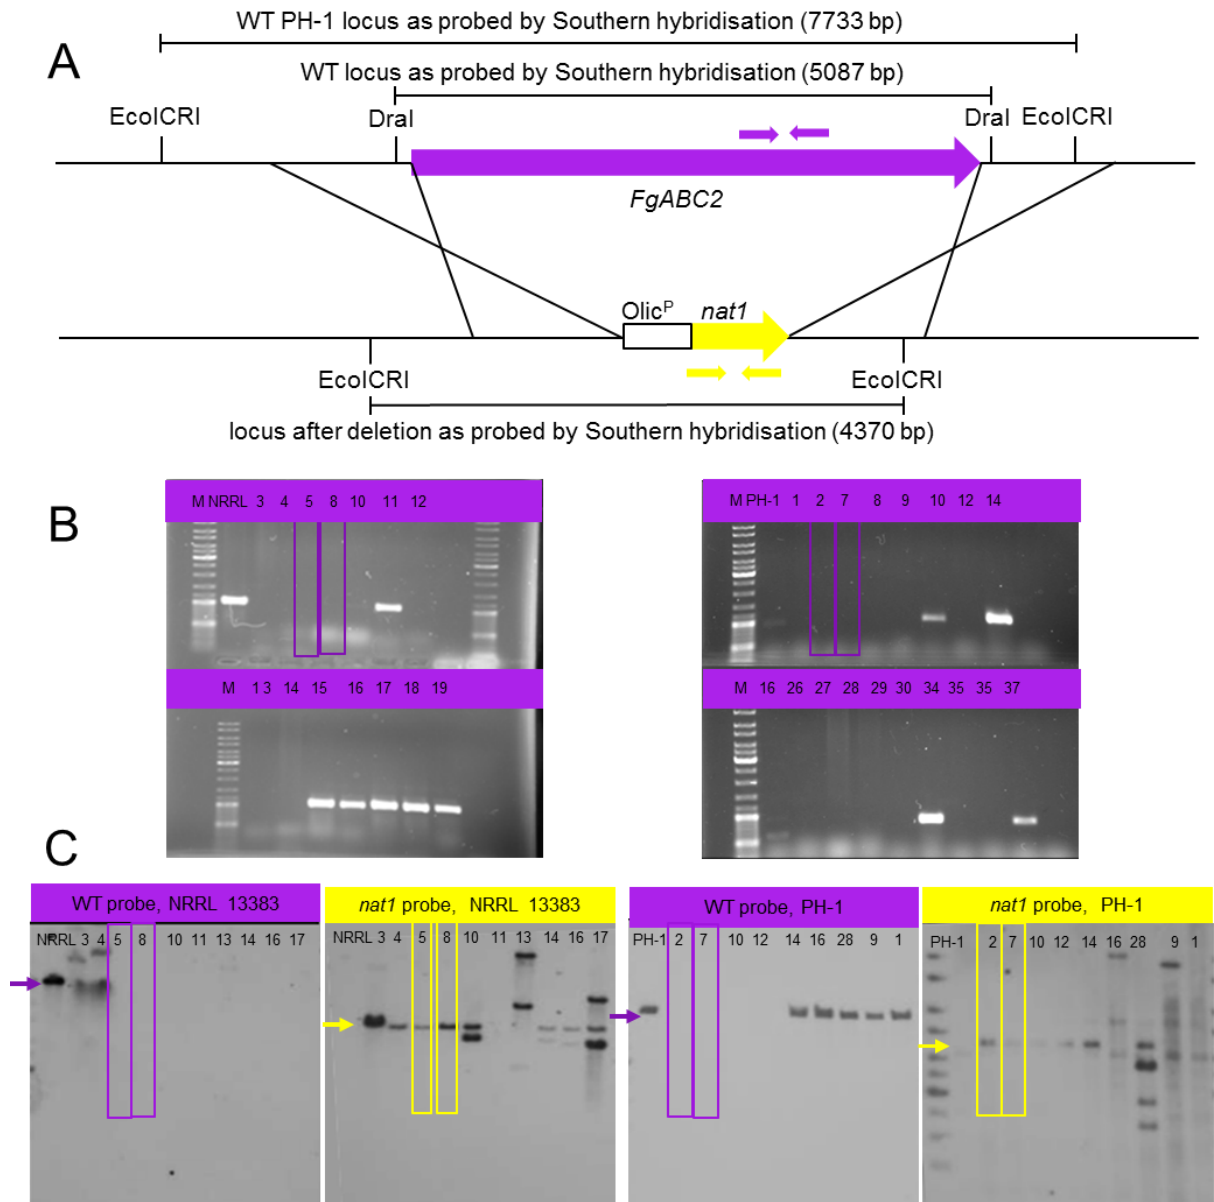 WT PH-1 locus as probed by Southern hybridisation (7733 bp)
A
WT locus as probed by Southern hybridisation (5087 bp)
EcoICRI
DraI
DraI
EcoICRI
FgABC2
Olicᴾ
nat1
EcoICRI
EcoICRI
locus after deletion as probed by Southern hybridisation (4370 bp)
B
M NRRL 3 4 5 8 10 11 12
M PH-1 1 2 7 8 9 10 12 14
M 1 3 14 15 16 17 18 19
M 16 26 27 28 29 30 34 35 35 37
C
WT probe, NRRL 13383
nat1 probe, NRRL 13383
WT probe, PH-1
nat1 probe, PH-1
NRRL 3 4 5 8 10 11 13 14 16 17
NRRL 3 4 5 8 10 11 13 14 16 17
PH-1 2 7 10 12 14 16 28 9 1
PH-1 2 7 10 12 14 16 28 9 1